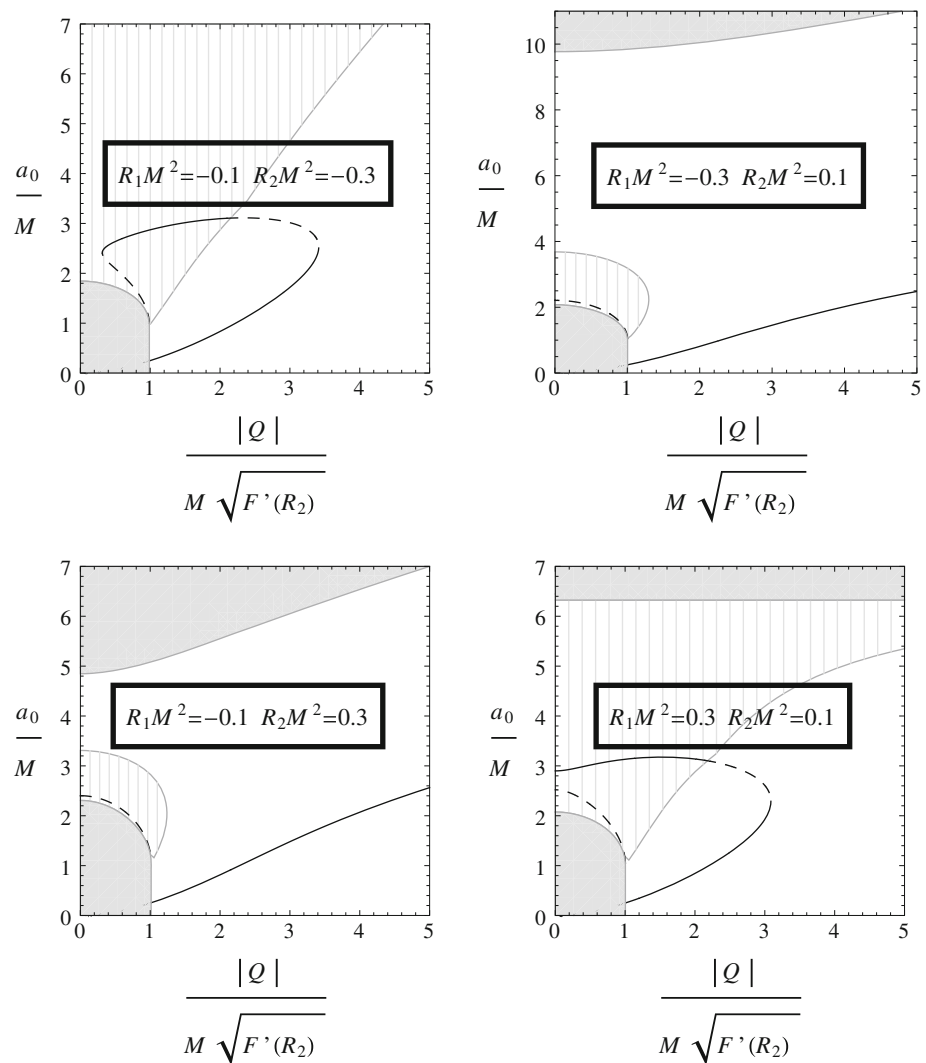 7
6
5
4
3
2
1
0
a₀
M
R₁M²=−0.1 R₂M²=−0.3
0 1 2 3 4 5
|Q|
M √F'(R₂)
10
8
6
4
2
0
a₀
M
R₁M²=−0.3 R₂M²=0.1
0 1 2 3 4 5
|Q|
M √F'(R₂)
7
6
5
4
3
2
1
0
a₀
M
R₁M²=−0.1 R₂M²=0.3
0 1 2 3 4 5
|Q|
M √F'(R₂)
7
6
5
4
3
2
1
0
a₀
M
R₁M²=0.3 R₂M²=0.1
0 1 2 3 4 5
|Q|
M √F'(R₂)